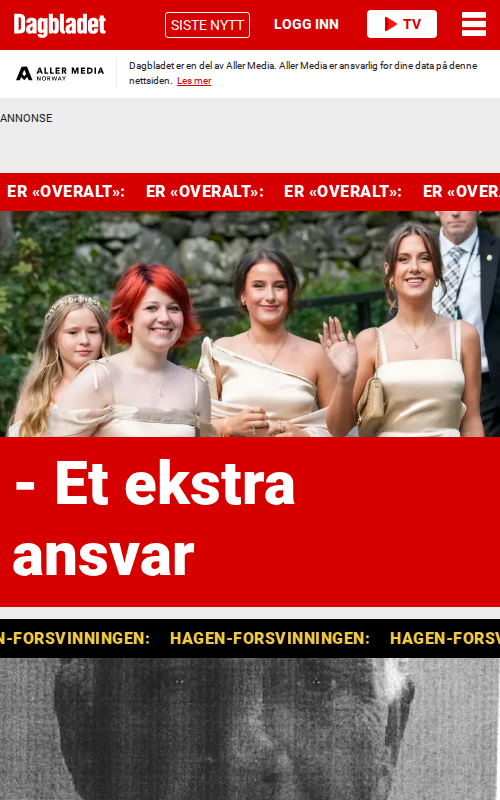 Dagbladet
SISTE NYTT
LOGG INN
TV
ALLER MEDIA
NORWAY
Dagbladet er en del av Aller Media. Aller Media er ansvarlig for dine data på denne
nettsiden. Les mer
ANNONSE
ER «OVERALT»: ER «OVERALT»: ER «OVERALT»: ER «OVER
- Et ekstra
ansvar
N-FORSVINNINGEN: HAGEN-FORSVINNINGEN: HAGEN-FORSV